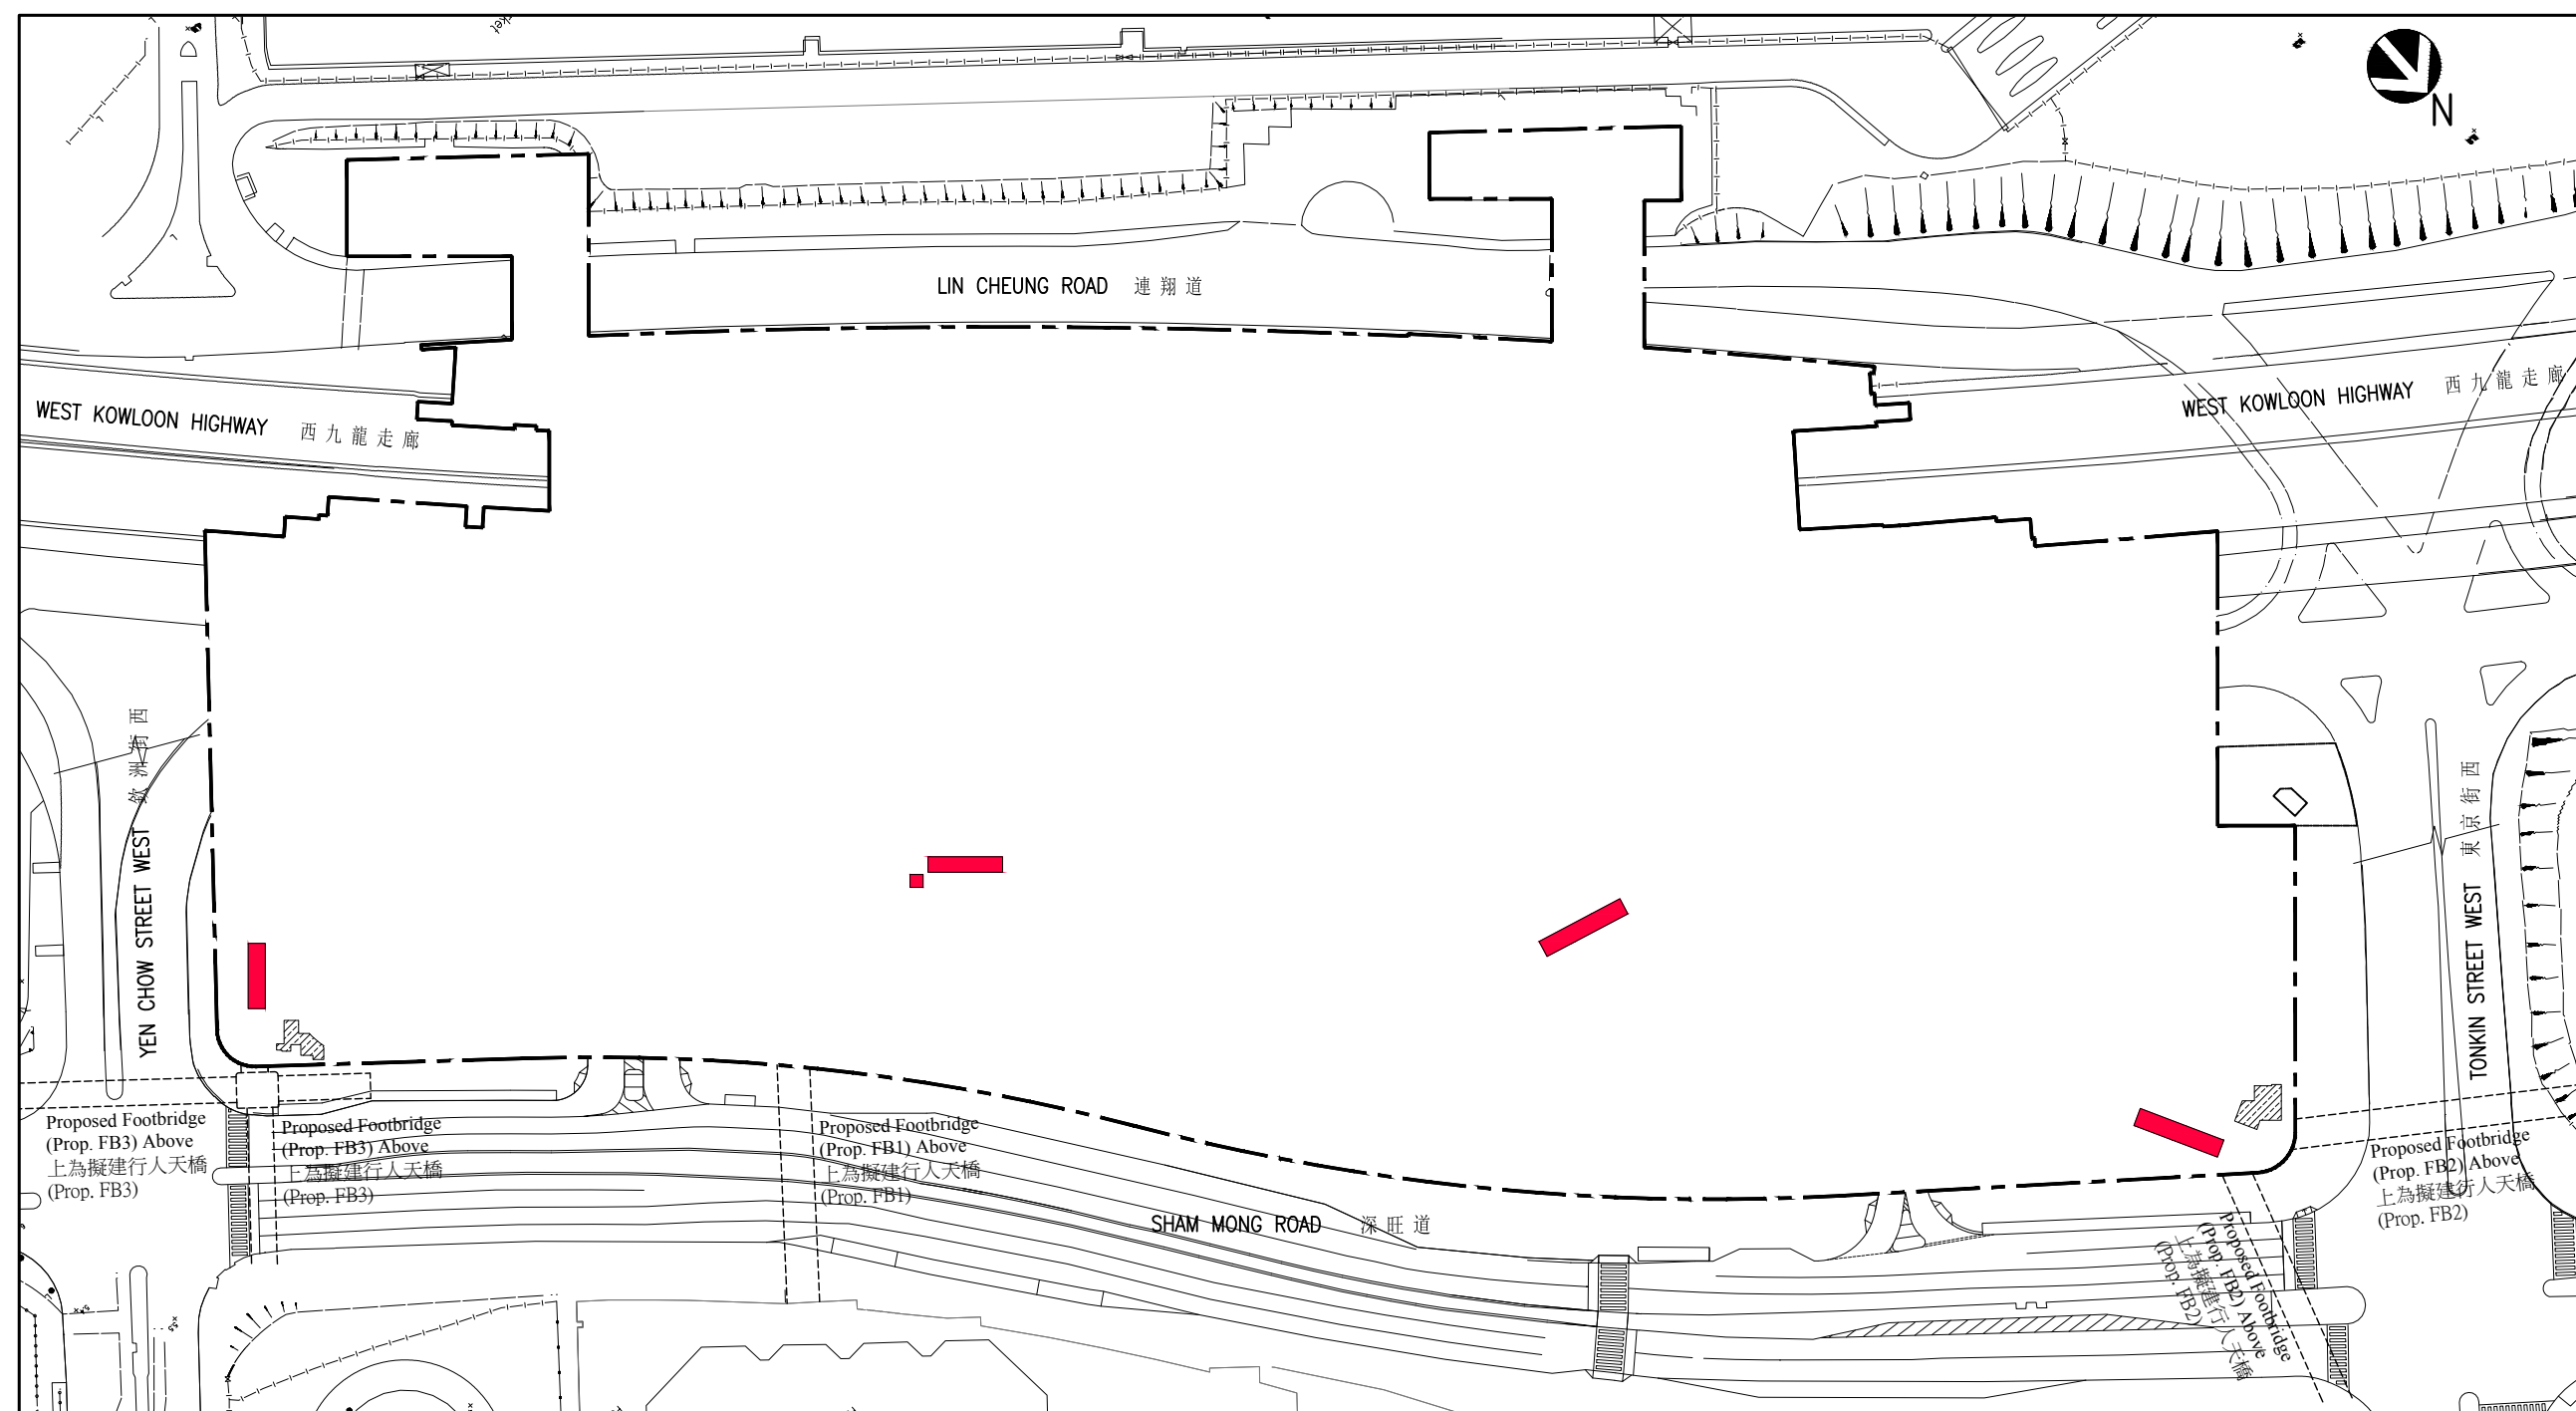 N
LIN CHEUNG ROAD 連翔道
WEST KOWLOON HIGHWAY 西九龍走廊
WEST KOWLOON HIGHWAY 西九龍走廊
YEN CHOW STREET WEST 欽洲街西
TONKIN STREET WEST 東京街西
Proposed Footbridge
(Prop. FB3) Above
上為擬建行人天橋
(Prop. FB3)
Proposed Footbridge
(Prop. FB3) Above
上為擬建行人天橋
(Prop. FB3)
Proposed Footbridge
(Prop. FB1) Above
上為擬建行人天橋
(Prop. FB1)
SHAM MONG ROAD 深旺道
Proposed Footbridge
(Prop. FB2) Above
上為擬建行人天橋
(Prop. FB2)
Proposed Footbridge
(Prop. FB2) Above
上為擬建行人天橋
(Prop. FB2)